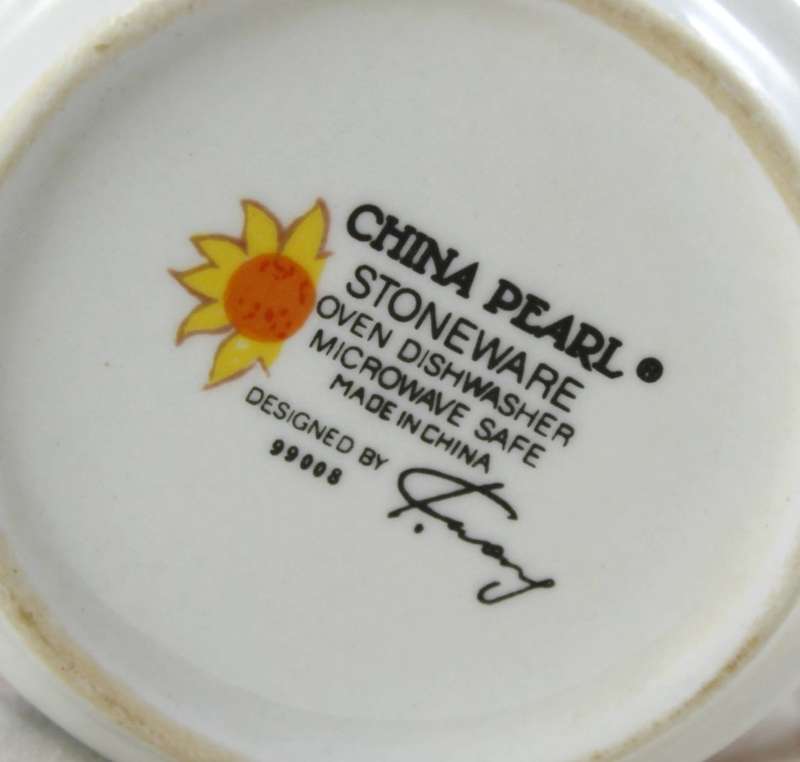 CHINA PEARL®
STONEWARE
OVEN DISHWASHER
MICROWAVE SAFE
MADE IN CHINA
DESIGNED BY
99008